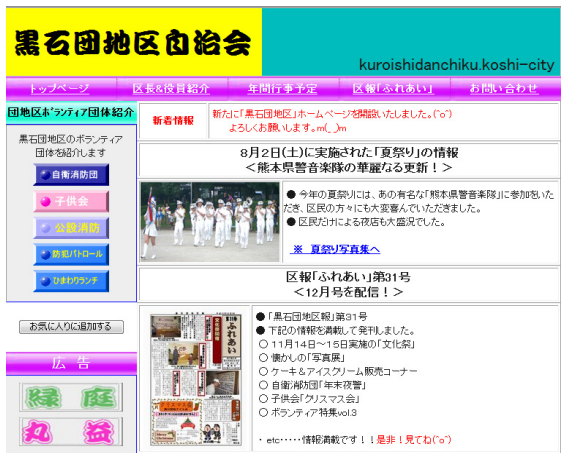 黒石団地区自治会
kuroishidanchiku.koshi-city
トップページ 区長&役員紹介 年間行事予定 区報「ふれあい」 お問い合わせ
団地区ボランティア団体紹介
黒石団地区のボランティア
団体を紹介します
自衛消防団
子供会
公設消防
防犯パトロール
ひまわりランチ
お気に入りに追加する
広 告
緑 庭
丸 益
新着情報
新たに「黒石団地区」ホームページを開設いたしました。(^o^)
よろしくお願いします。m(_ _)m
8月2日(土)に実施された「夏祭り」の情報
<熊本県警音楽隊の華麗なる更新!>
● 今年の夏祭りには、あの有名な「熊本県警音楽隊」に参加をいた
だき、区民の方々にも大変喜んでいただきました。
● 区民だけによる夜店も大盛況でした。
※ 夏祭り写真集へ
区報「ふれあい」第31号
<12月号を配信!>
ふれあい
●「黒石団地区報」第31号
● 下記の情報を満載して発刊しました。
○ 11月14日~15日実施の「文化祭」
○ 懐かしの「写真展」
○ ケーキ&アイスクリーム販売コーナー
○ 自衛消防団「年末夜警」
○ 子供会「クリスマス会」
○ ボランティア特集vol.3
・ etc‥‥‥情報満載です!!是非!見てね(^o^)